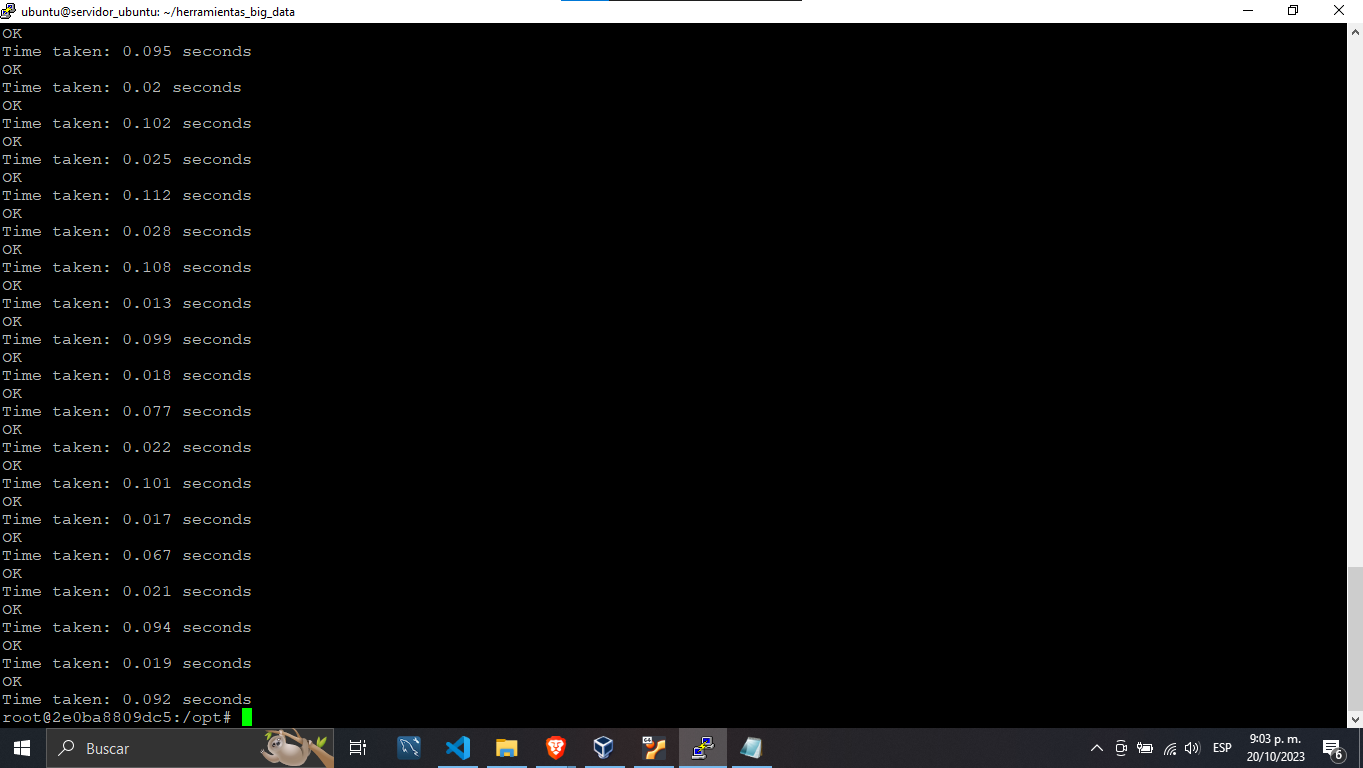 ubuntu@servidor_ubuntu: ~/herramientas_big_data
OK
Time taken: 0.095 seconds
OK
Time taken: 0.02 seconds
OK
Time taken: 0.102 seconds
OK
Time taken: 0.025 seconds
OK
Time taken: 0.112 seconds
OK
Time taken: 0.028 seconds
OK
Time taken: 0.108 seconds
OK
Time taken: 0.013 seconds
OK
Time taken: 0.099 seconds
OK
Time taken: 0.018 seconds
OK
Time taken: 0.077 seconds
OK
Time taken: 0.022 seconds
OK
Time taken: 0.101 seconds
OK
Time taken: 0.017 seconds
OK
Time taken: 0.067 seconds
OK
Time taken: 0.021 seconds
OK
Time taken: 0.094 seconds
OK
Time taken: 0.019 seconds
OK
Time taken: 0.092 seconds
root@2e0ba8809dc5:/opt#
Buscar
64
ESP
9:03 p. m.
20/10/2023
6